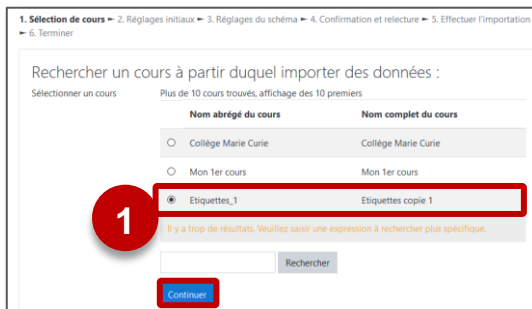 1. Sélection de cours ► 2. Réglages initiaux ► 3. Réglages du schéma ► 4. Confirmation et relecture ► 5. Effectuer l'importation
► 6. Terminer
Rechercher un cours à partir duquel importer des données :
Sélectionner un cours Plus de 10 cours trouvés, affichage des 10 premiers
Nom abrégé du cours Nom complet du cours
Collège Marie Curie Collège Marie Curie
Mon 1er cours Mon 1er cours
Etiquettes_1 Etiquettes copie 1
1
Il y a trop de résultats. Veuillez saisir une expression à rechercher plus spécifique.
Rechercher
Continuer